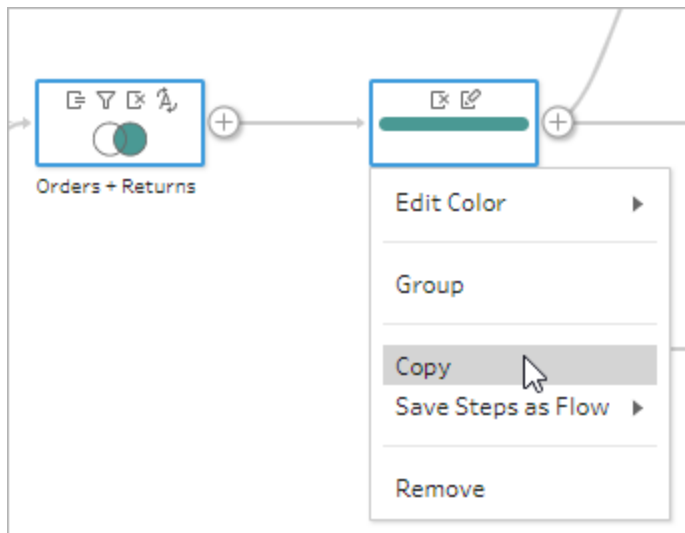 Orders + Returns
Edit Color
Group
Copy
Save Steps as Flow
Remove